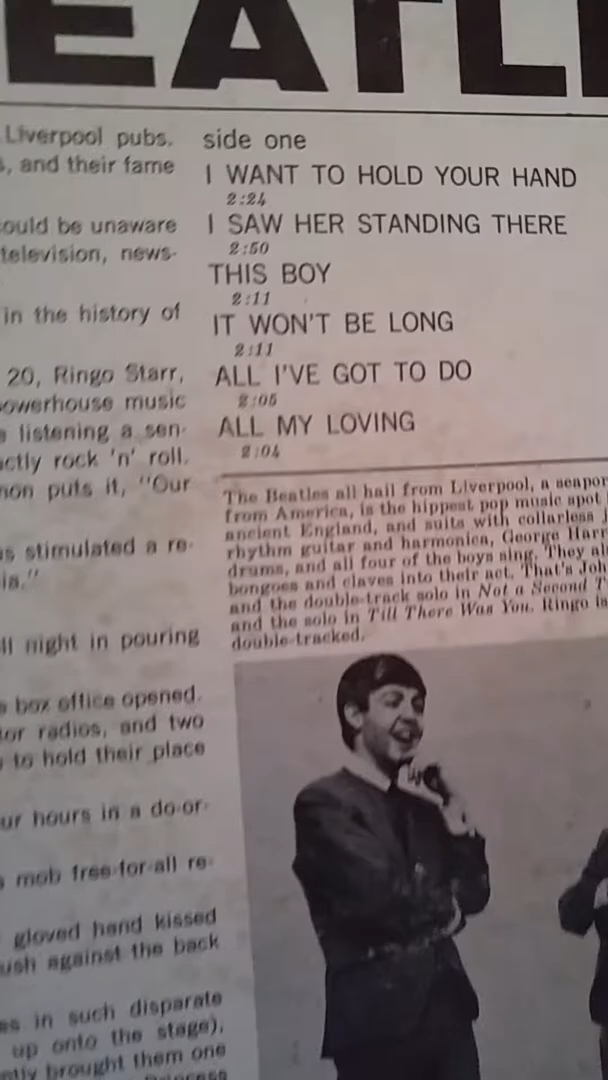 EATL
Liverpool pubs.
and their fame
ould be unaware
television, news-
in the history of
20, Ringo Starr,
owerhouse music
listening a sen-
ctly rock 'n' roll.
non puts it, "Our
s stimulated a re-
ia."
ll night in pouring
box office opened.
tor radios, and two
to hold their place
ur hours in a do-or-
mob free-for-all re-
gloved hand kissed
ush against the back
es in such disparate
up onto the stage),
tly brought them one
Princess
side one
I WANT TO HOLD YOUR HAND
2:24
I SAW HER STANDING THERE
2:50
THIS BOY
2:11
IT WON'T BE LONG
2:11
ALL I'VE GOT TO DO
2:05
ALL MY LOVING
2:04
The Beatles all hail from Liverpool, a seapor
from America, is the hippest pop music spot
ancient England, and suits with collarless j
rhythm guitar and harmonica, George Harr
drums, and all four of the boys sing. They al
bongoes and claves into their act. That's Joh
and the double-track solo in Not a Second T
and the solo in Till There Was You. Ringo is
double-tracked.